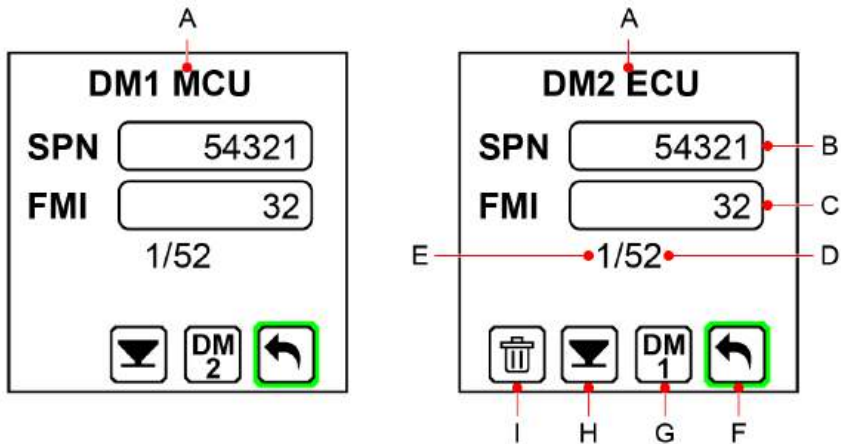 A
DM1 MCU
SPN 54321
FMI 32
1/52
DM
2
A
DM2 ECU
SPN 54321 B
FMI 32 C
E 1/52 D
DM
1
I H G F